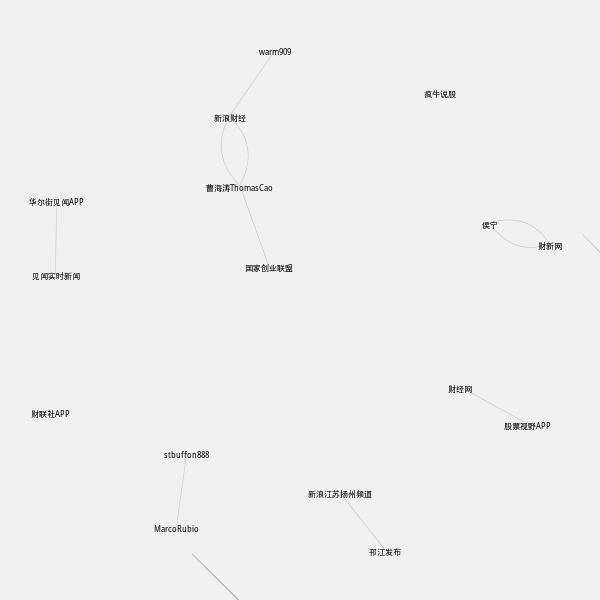 warm909
疯牛说股
新浪财经
曹海涛ThomasCao
华尔街见闻APP
侯宁
财新网
国家创业联盟
见闻实时新闻
财经网
财联社APP
股票视野APP
stbuffon888
新浪江苏扬州频道
MarcoRubio
邗江发布